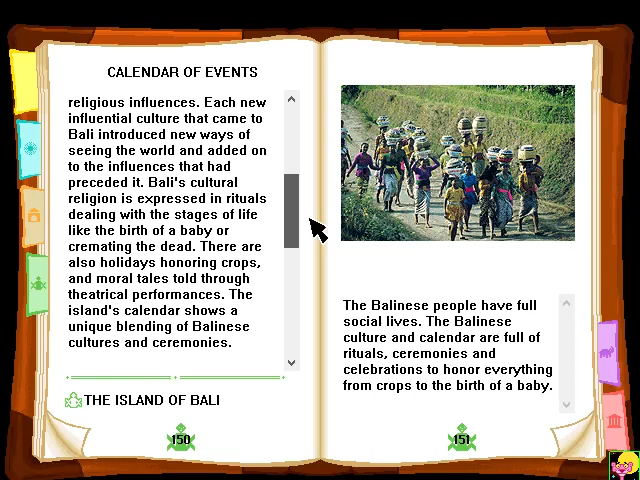 CALENDAR OF EVENTS
religious influences. Each new
influential culture that came to
Bali introduced new ways of
seeing the world and added on
to the influences that had
preceded it. Bali's cultural
religion is expressed in rituals
dealing with the stages of life
like the birth of a baby or
cremating the dead. There are
also holidays honoring crops,
and moral tales told through
theatrical performances. The
island's calendar shows a
unique blending of Balinese
cultures and ceremonies.
THE ISLAND OF BALI
150
The Balinese people have full
social lives. The Balinese
culture and calendar are full of
rituals, ceremonies and
celebrations to honor everything
from crops to the birth of a baby.
151